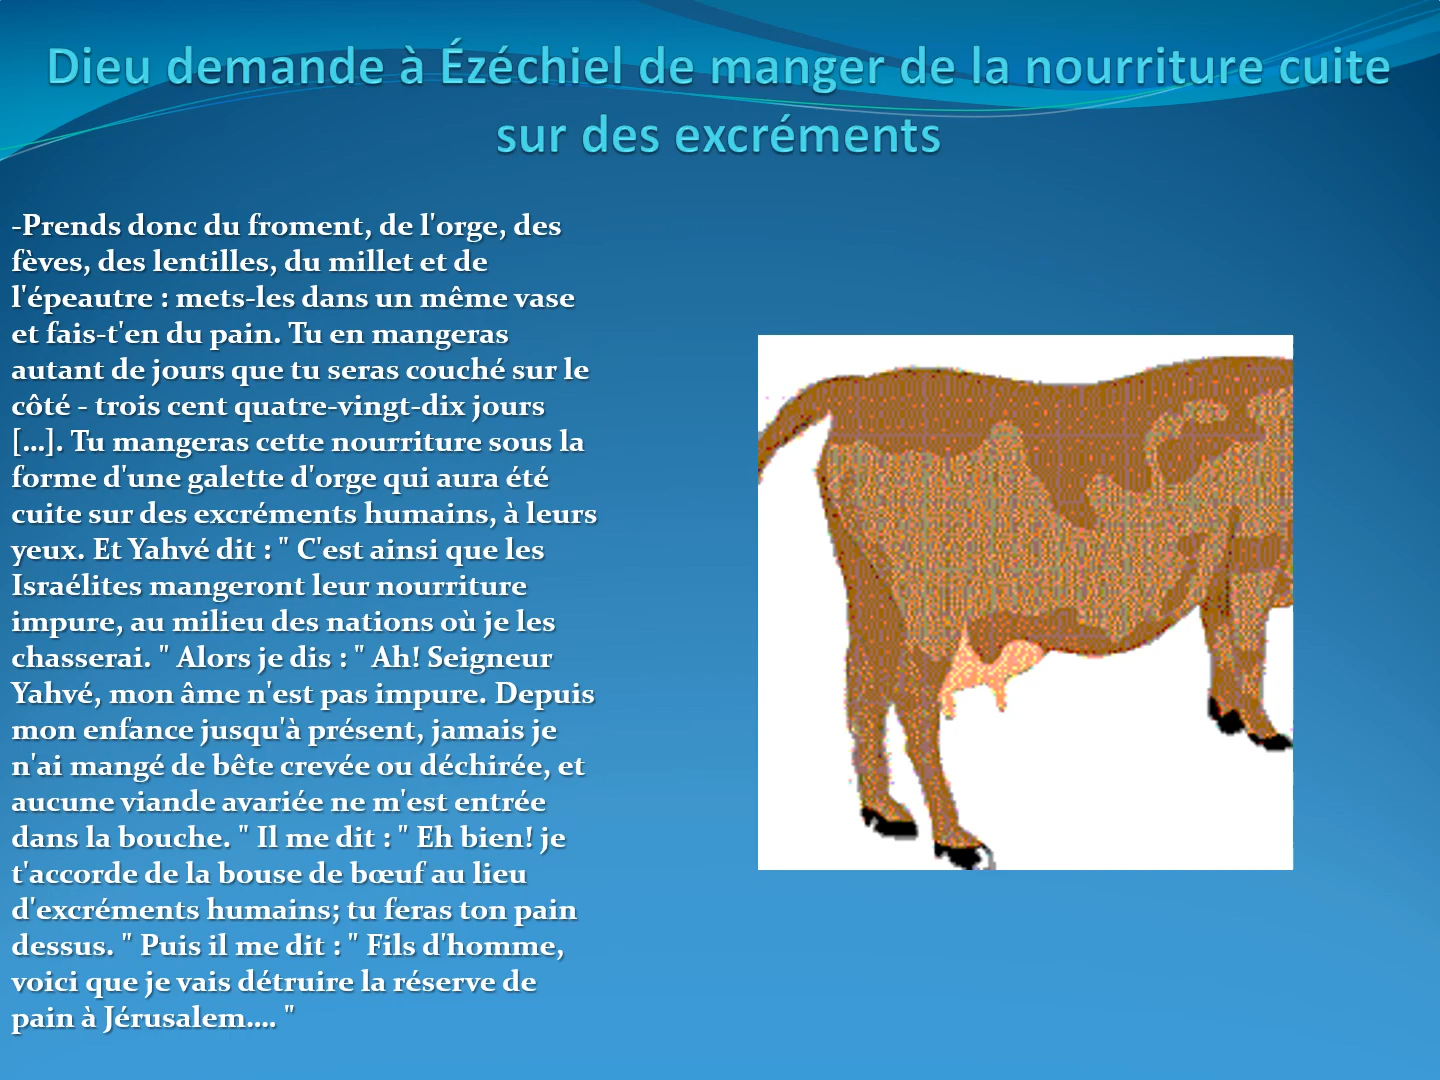 Dieu demande à Ézéchiel de manger de la nourriture cuite
sur des excréments
-Prends donc du froment, de l'orge, des
fèves, des lentilles, du millet et de
l'épeautre : mets-les dans un même vase
et fais-t'en du pain. Tu en mangeras
autant de jours que tu seras couché sur le
côté - trois cent quatre-vingt-dix jours
[...]. Tu mangeras cette nourriture sous la
forme d'une galette d'orge qui aura été
cuite sur des excréments humains, à leurs
yeux. Et Yahvé dit : " C'est ainsi que les
Israélites mangeront leur nourriture
impure, au milieu des nations où je les
chasserai. " Alors je dis : " Ah! Seigneur
Yahvé, mon âme n'est pas impure. Depuis
mon enfance jusqu'à présent, jamais je
n'ai mangé de bête crevée ou déchirée, et
aucune viande avariée ne m'est entrée
dans la bouche. " Il me dit : " Eh bien! je
t'accorde de la bouse de bœuf au lieu
d'excréments humains; tu feras ton pain
dessus. " Puis il me dit : " Fils d'homme,
voici que je vais détruire la réserve de
pain à Jérusalem.... "